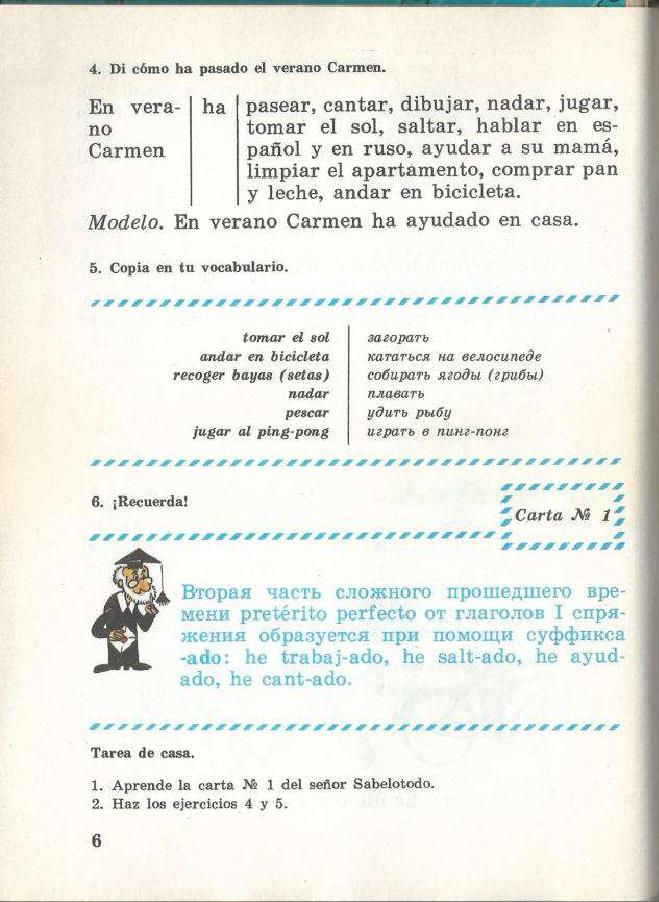 4. Di cómo ha pasado el verano Carmen.
En vera-
no
Carmen
ha
pasear, cantar, dibujar, nadar, jugar,
tomar el sol, saltar, hablar en es-
pañol y en ruso, ayudar a su mamá,
limpiar el apartamento, comprar pan
y leche, andar en bicicleta.
Modelo. En verano Carmen ha ayudado en casa.
5. Copia en tu vocabulario.
tomar el sol загорать
andar en bicicleta кататься на велосипеде
recoger bayas (setas) собирать ягоды (грибы)
nadar плавать
pescar удить рыбу
jugar al ping-pong играть в пинг-понг
6. ¡Recuerda!
Carta № 1
Вторая часть сложного прошедшего вре-
мени pretérito perfecto от глаголов I спря-
жения образуется при помощи суффикса
-ado: he trabaj-ado, he salt-ado, he ayud-
ado, he cant-ado.
Tarea de casa.
1. Aprende la carta № 1 del señor Sabelotodo.
2. Haz los ejercicios 4 y 5.
6